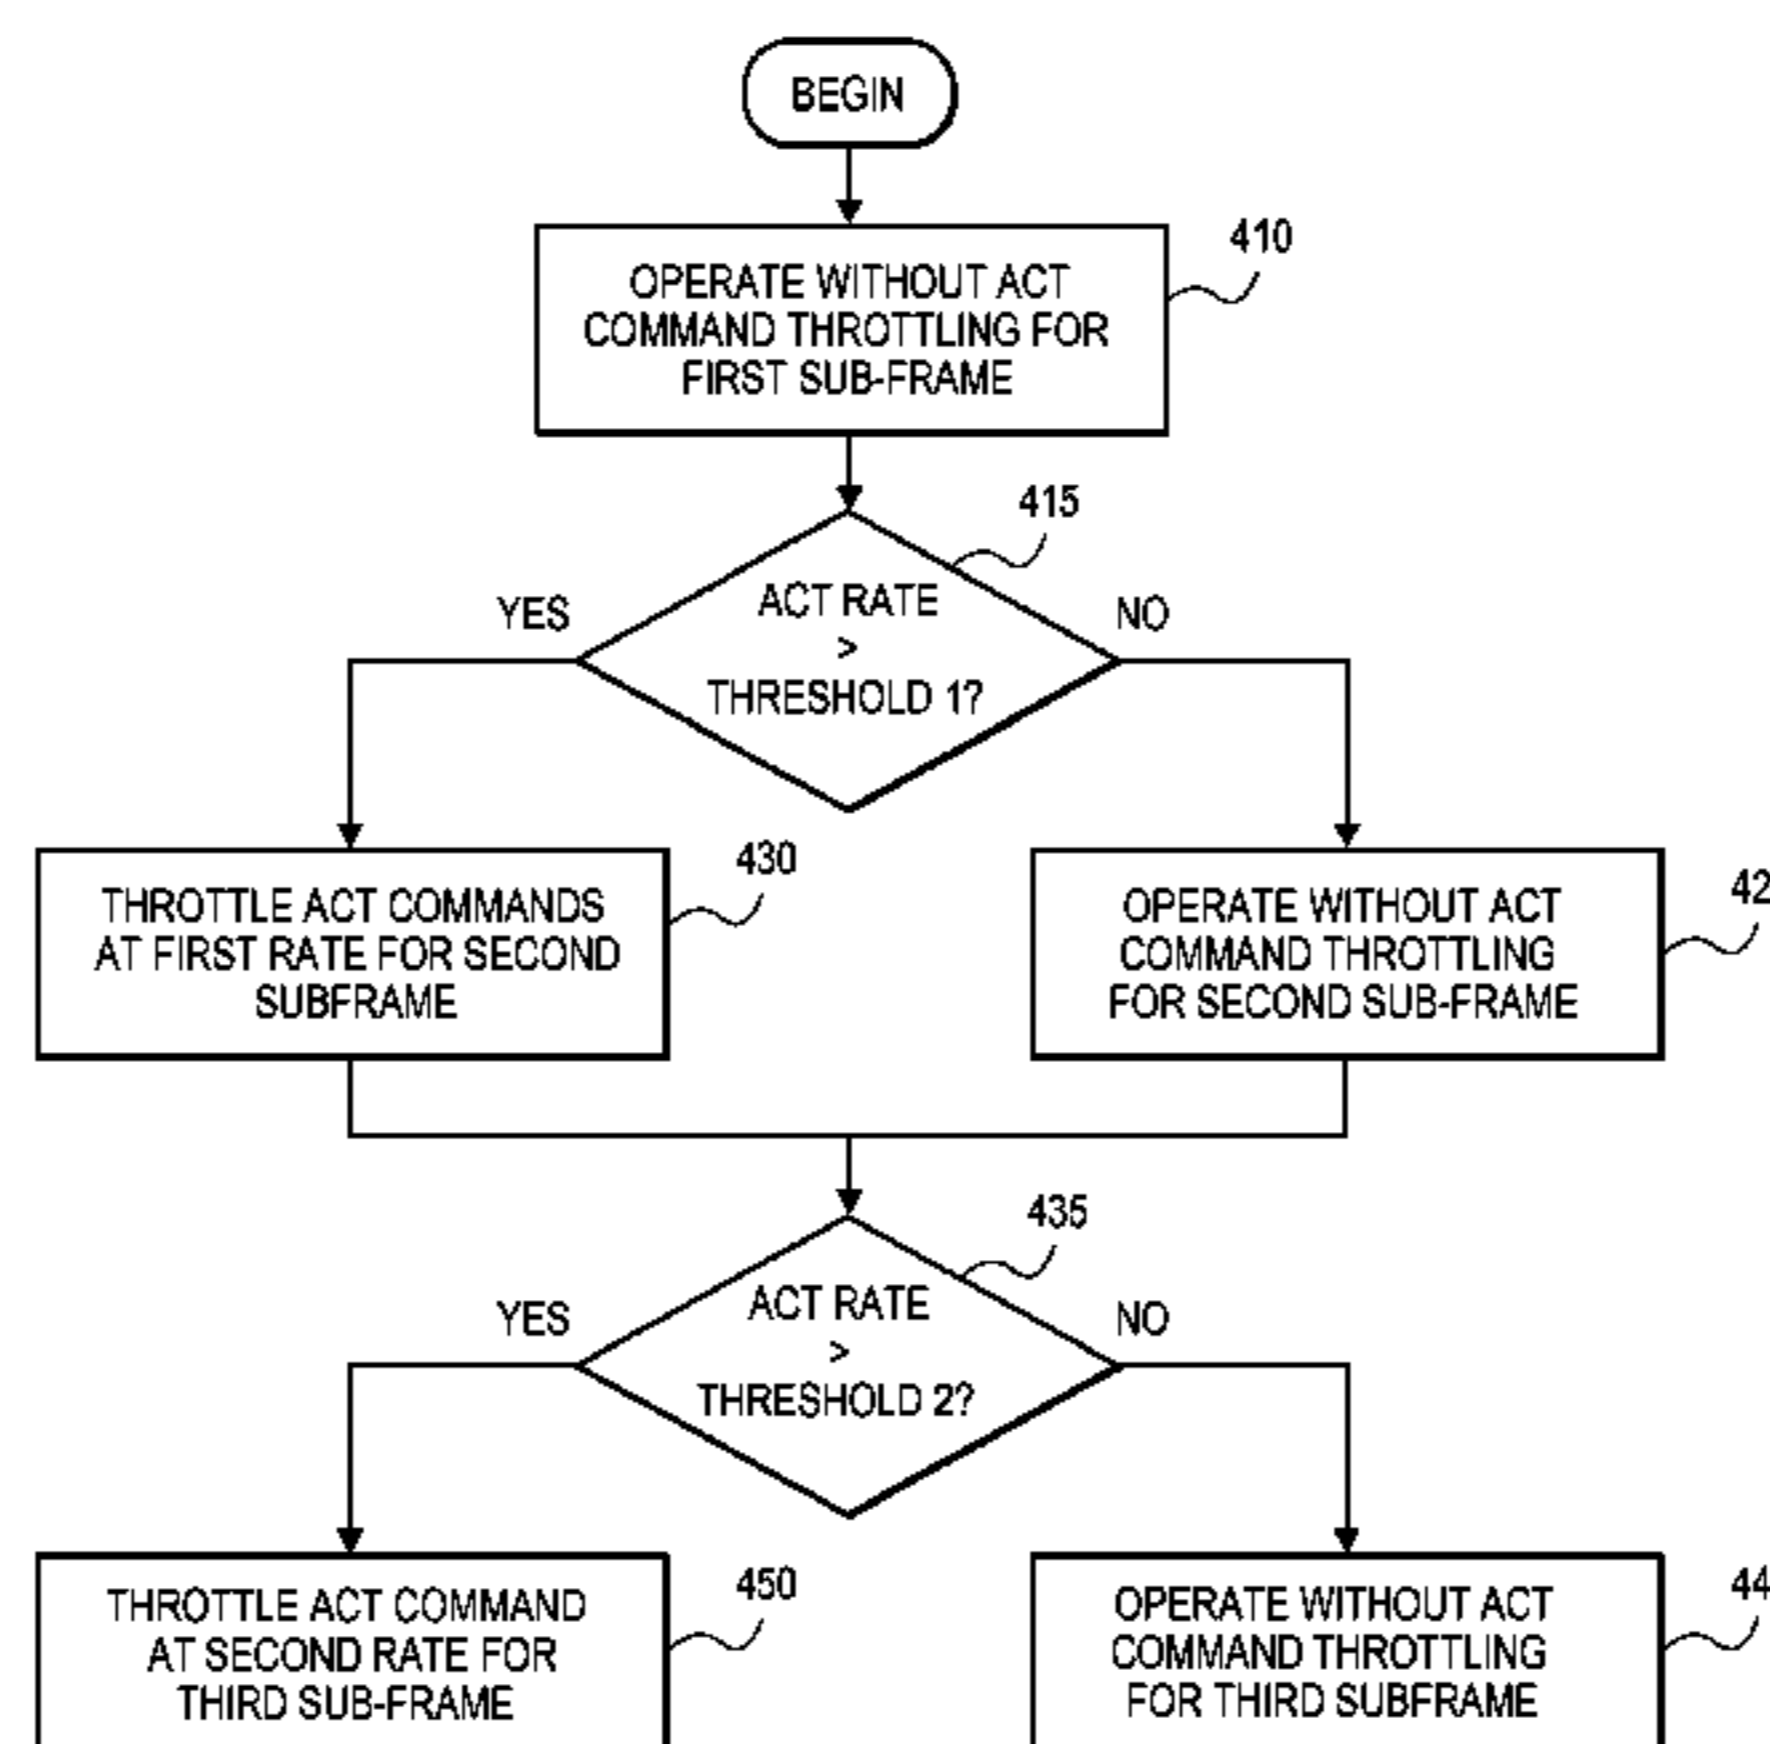 BEGIN
410
OPERATE WITHOUT ACT
COMMAND THROTTLING FOR
FIRST SUB-FRAME
415
ACT RATE
>
THRESHOLD 1?
YES
NO
430
THROTTLE ACT COMMANDS
AT FIRST RATE FOR SECOND
SUBFRAME
42
OPERATE WITHOUT ACT
COMMAND THROTTLING
FOR SECOND SUB-FRAME
435
ACT RATE
>
THRESHOLD 2?
YES
NO
450
THROTTLE ACT COMMAND
AT SECOND RATE FOR
THIRD SUB-FRAME
44
OPERATE WITHOUT ACT
COMMAND THROTTLING
FOR THIRD SUBFRAME